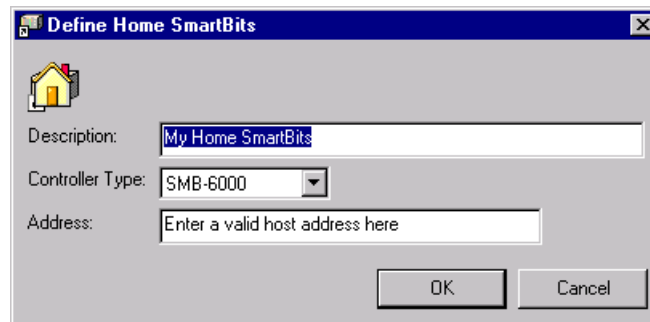 Define Home SmartBits
Description: My Home SmartBits
Controller Type: SMB-6000
Address: Enter a valid host address here
OK Cancel